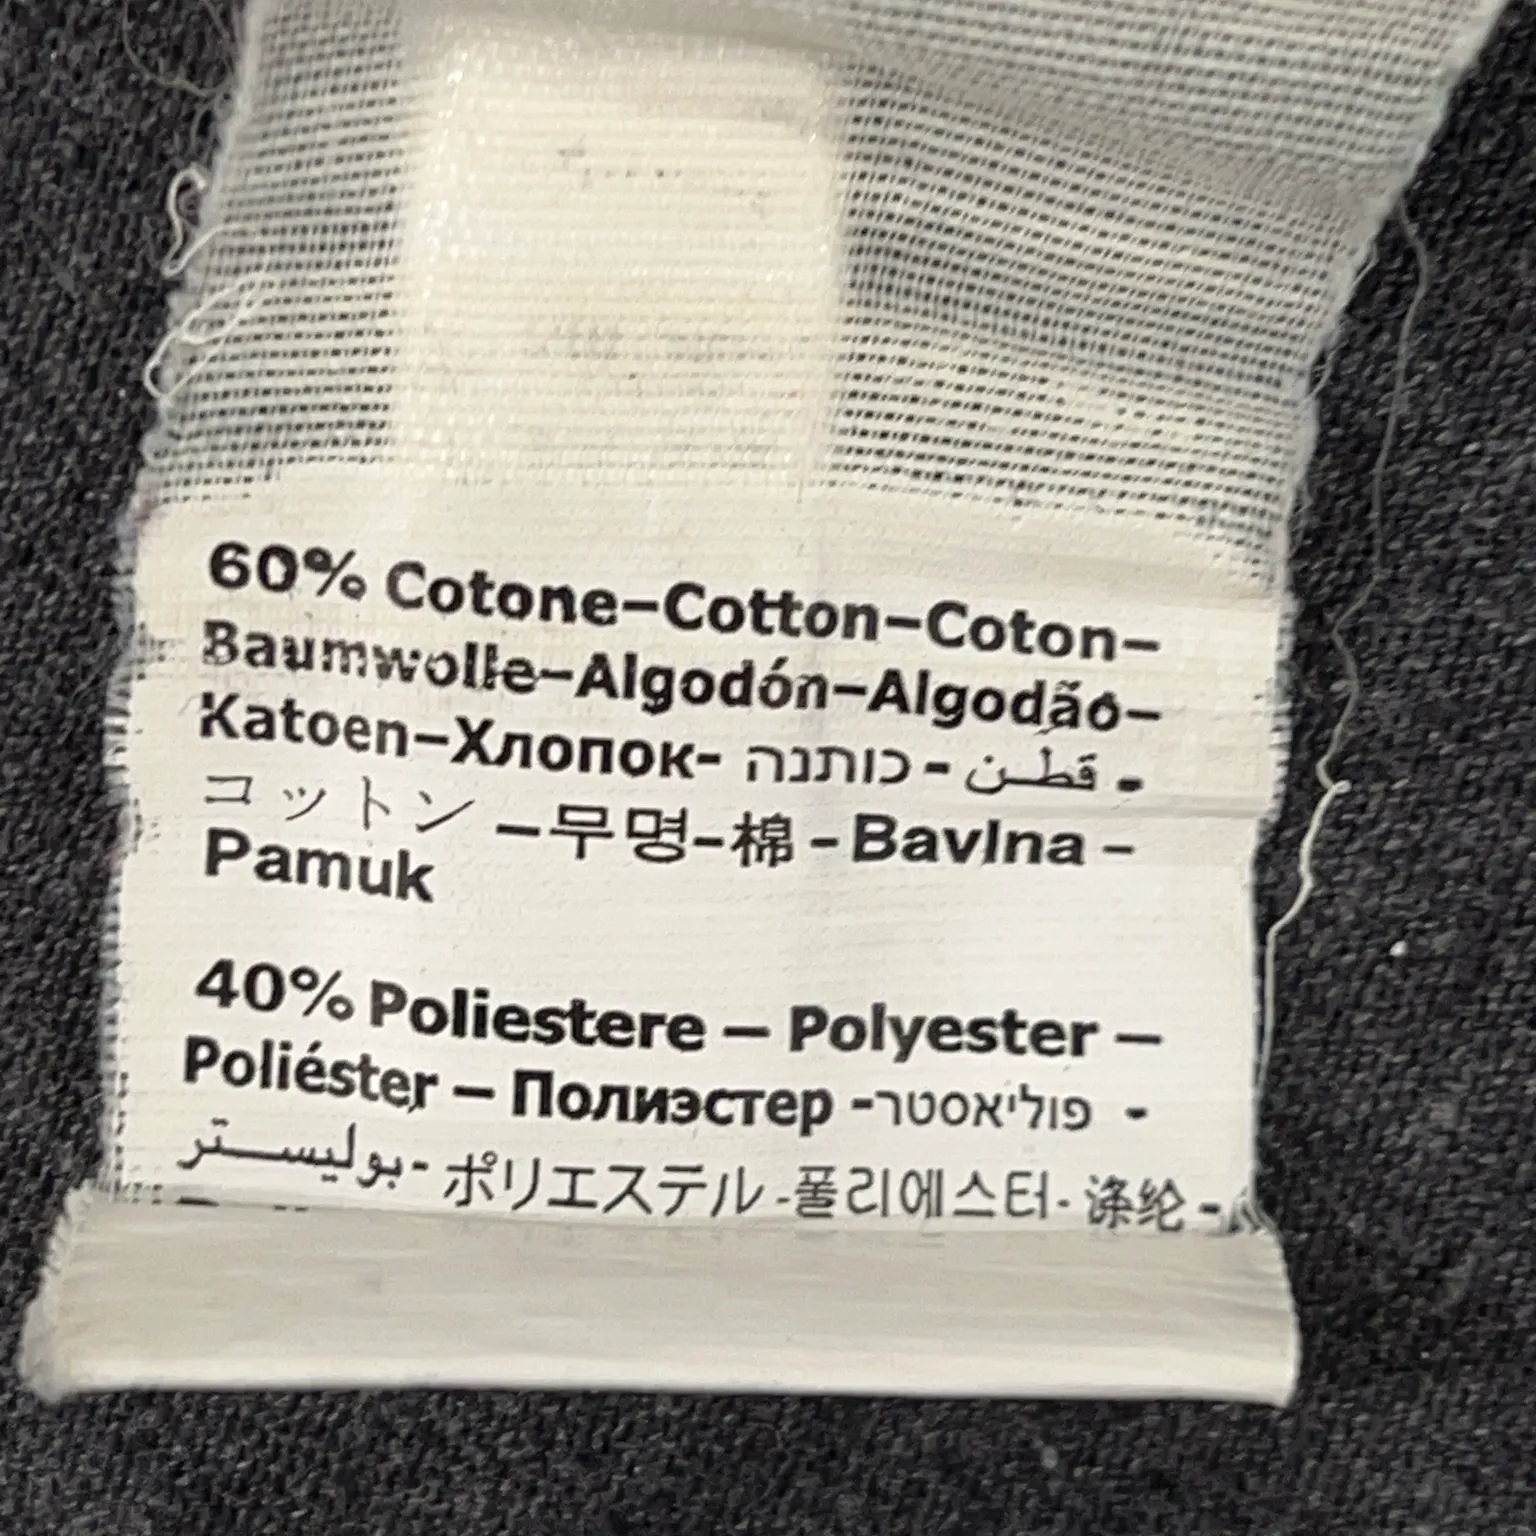 60% Cotone–Cotton–Coton–
Baumwolle–Algodón–Algodão–
Katoen–Хлопок- כותנה - قطن -
コットン –무명–棉 - Bavlna –
Pamuk
40% Poliestere – Polyester –
Poliéster – Полиэстер -פוליאסטר -
بوليستر - ポリエステル -폴리에스터- 涤纶 -